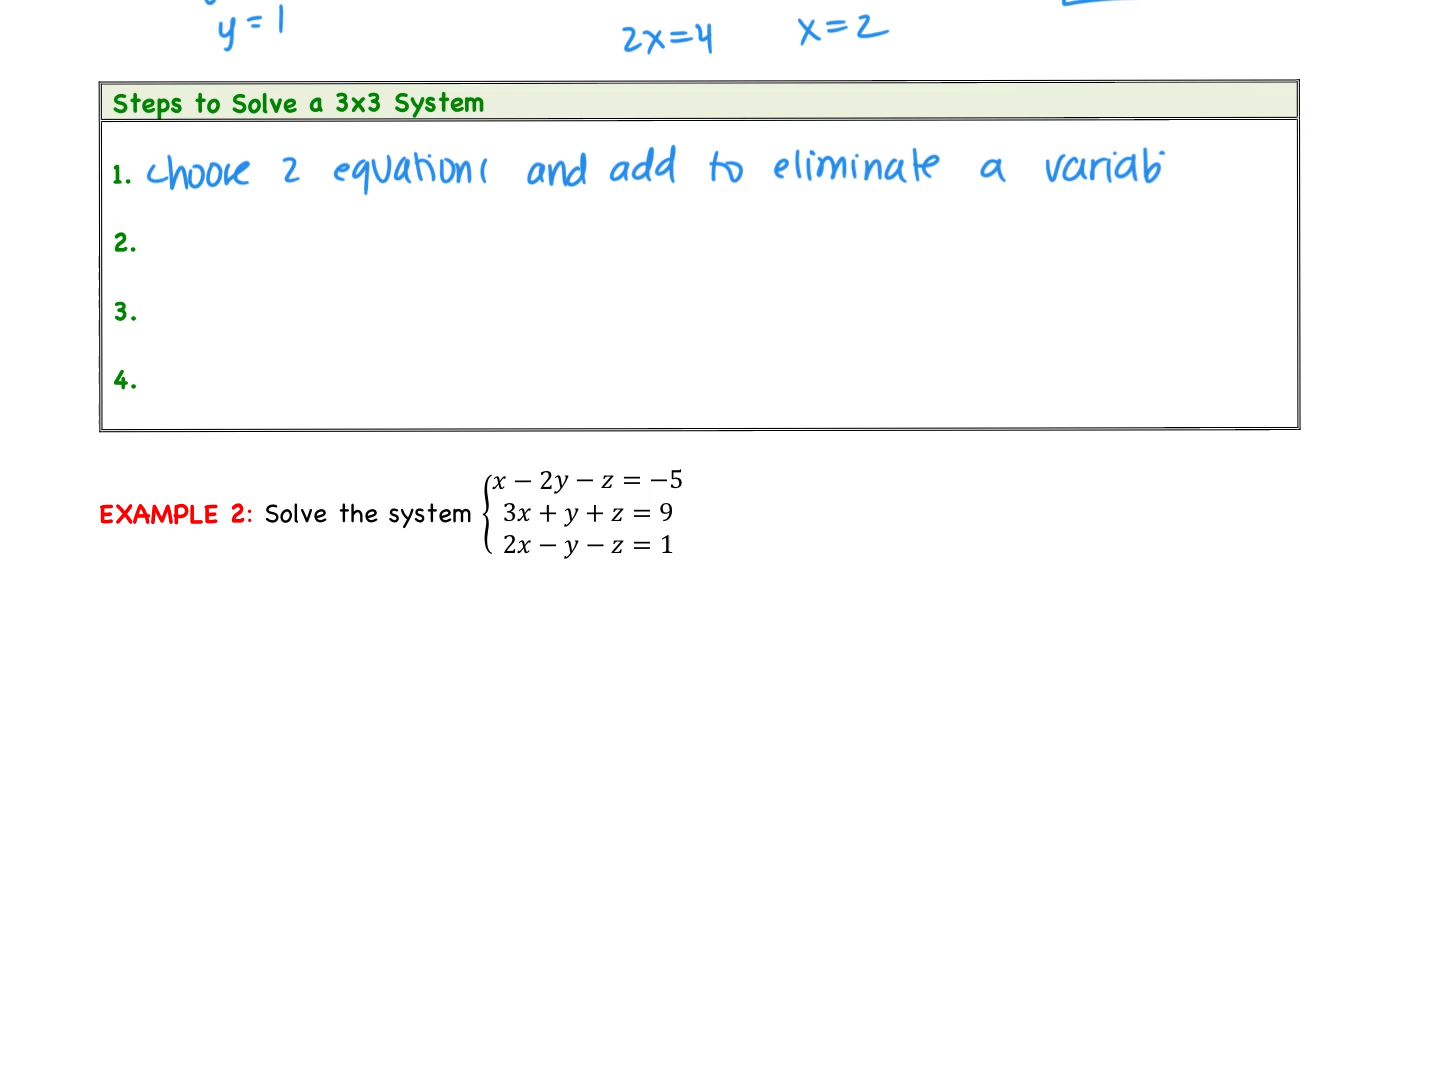 y = 1
2x=4 x=2
Steps to Solve a 3x3 System
1. choose 2 equations and add to eliminate a variab
2.
3.
4.
x − 2y − z = −5
EXAMPLE 2: Solve the system 3x + y + z = 9
2x − y − z = 1